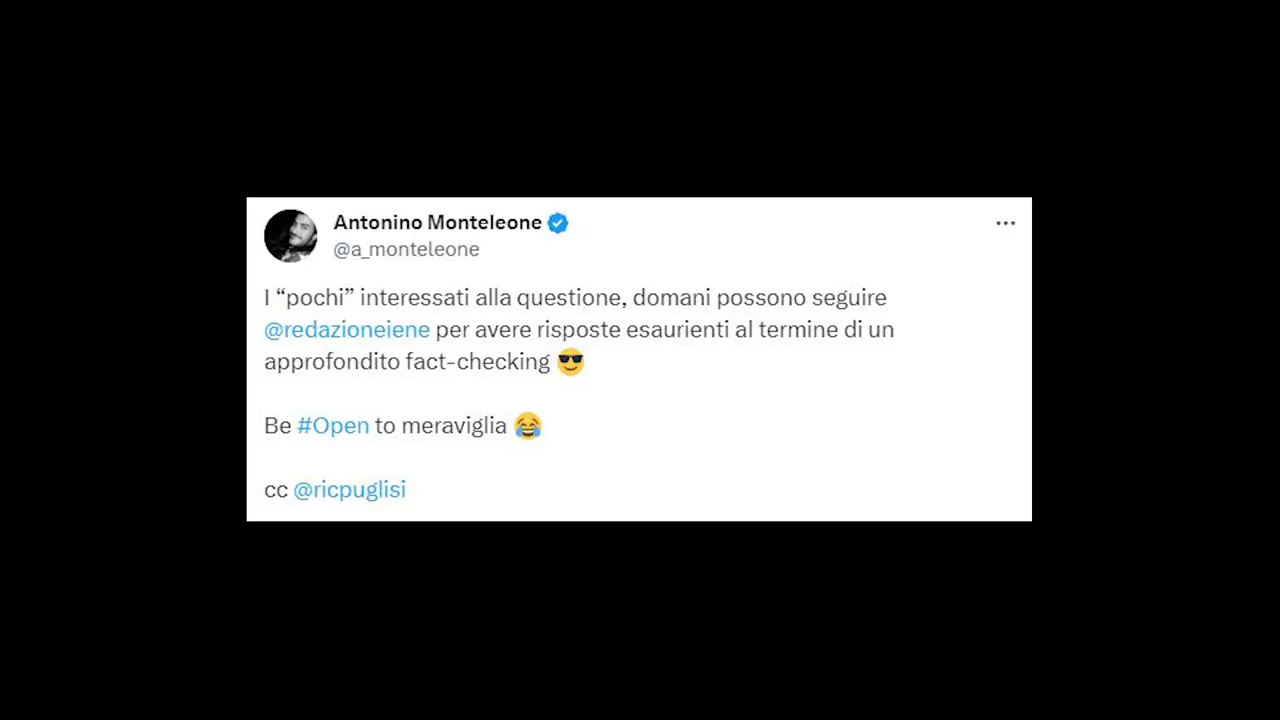 Antonino Monteleone
@a_monteleone
I “pochi” interessati alla questione, domani possono seguire
@redazioneiene per avere risposte esaurienti al termine di un
approfondito fact-checking 😎
Be #Open to meraviglia 😂
cc @ricpuglisi